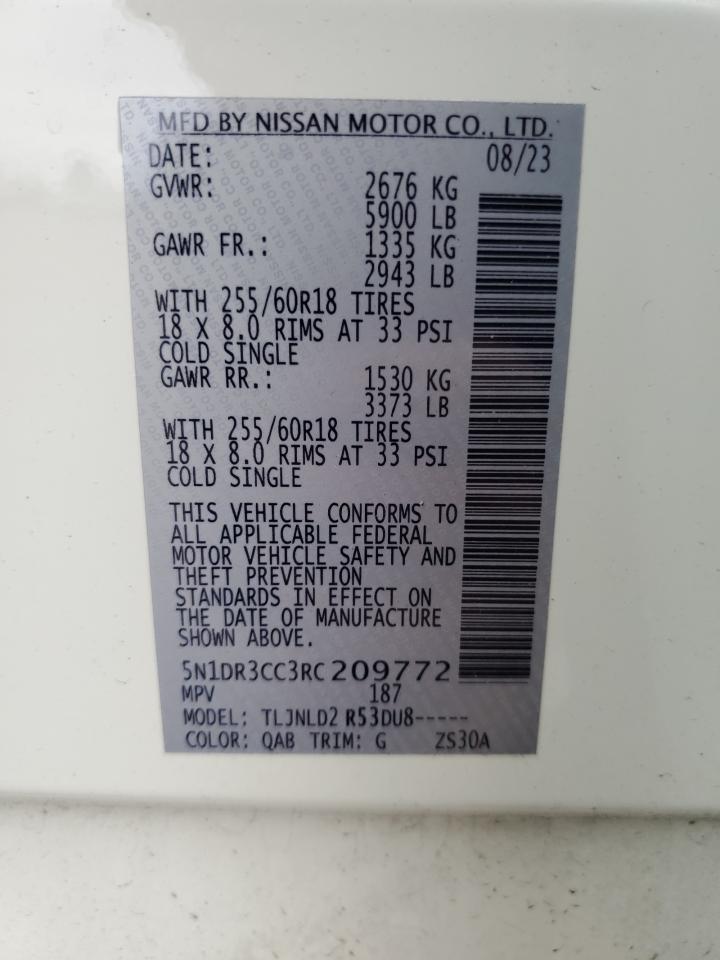 MFD BY NISSAN MOTOR CO., LTD.
DATE: 08/23
GVWR: 2676 KG
5900 LB
GAWR FR.: 1335 KG
2943 LB
WITH 255/60R18 TIRES
18 X 8.0 RIMS AT 33 PSI
COLD SINGLE
GAWR RR.: 1530 KG
3373 LB
WITH 255/60R18 TIRES
18 X 8.0 RIMS AT 33 PSI
COLD SINGLE
THIS VEHICLE CONFORMS TO
ALL APPLICABLE FEDERAL
MOTOR VEHICLE SAFETY AND
THEFT PREVENTION
STANDARDS IN EFFECT ON
THE DATE OF MANUFACTURE
SHOWN ABOVE.
5N1DR3CC3RC209772
MPV 187
MODEL: TLJNLD2 R53DU8-----
COLOR: QAB TRIM: G ZS30A